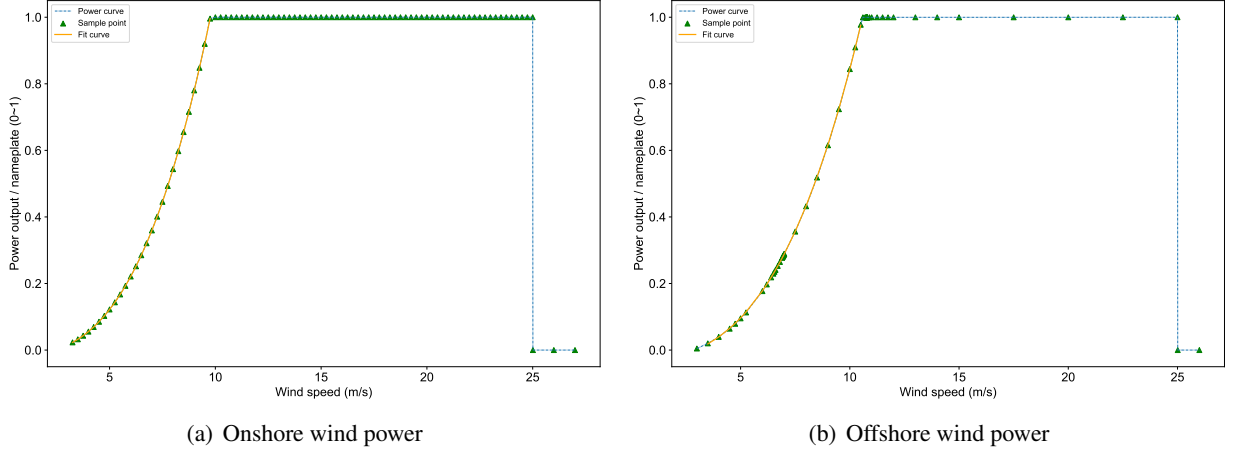 Power curve
Sample point
Fit curve
1.0
0.8
0.6
0.4
0.2
0.0
Power output / nameplate (0~1)
5
10
15
20
25
Wind speed (m/s)
(a) Onshore wind power
Power curve
Sample point
Fit curve
1.0
0.8
0.6
0.4
0.2
0.0
Power output / nameplate (0~1)
5
10
15
20
25
Wind speed (m/s)
(b) Offshore wind power